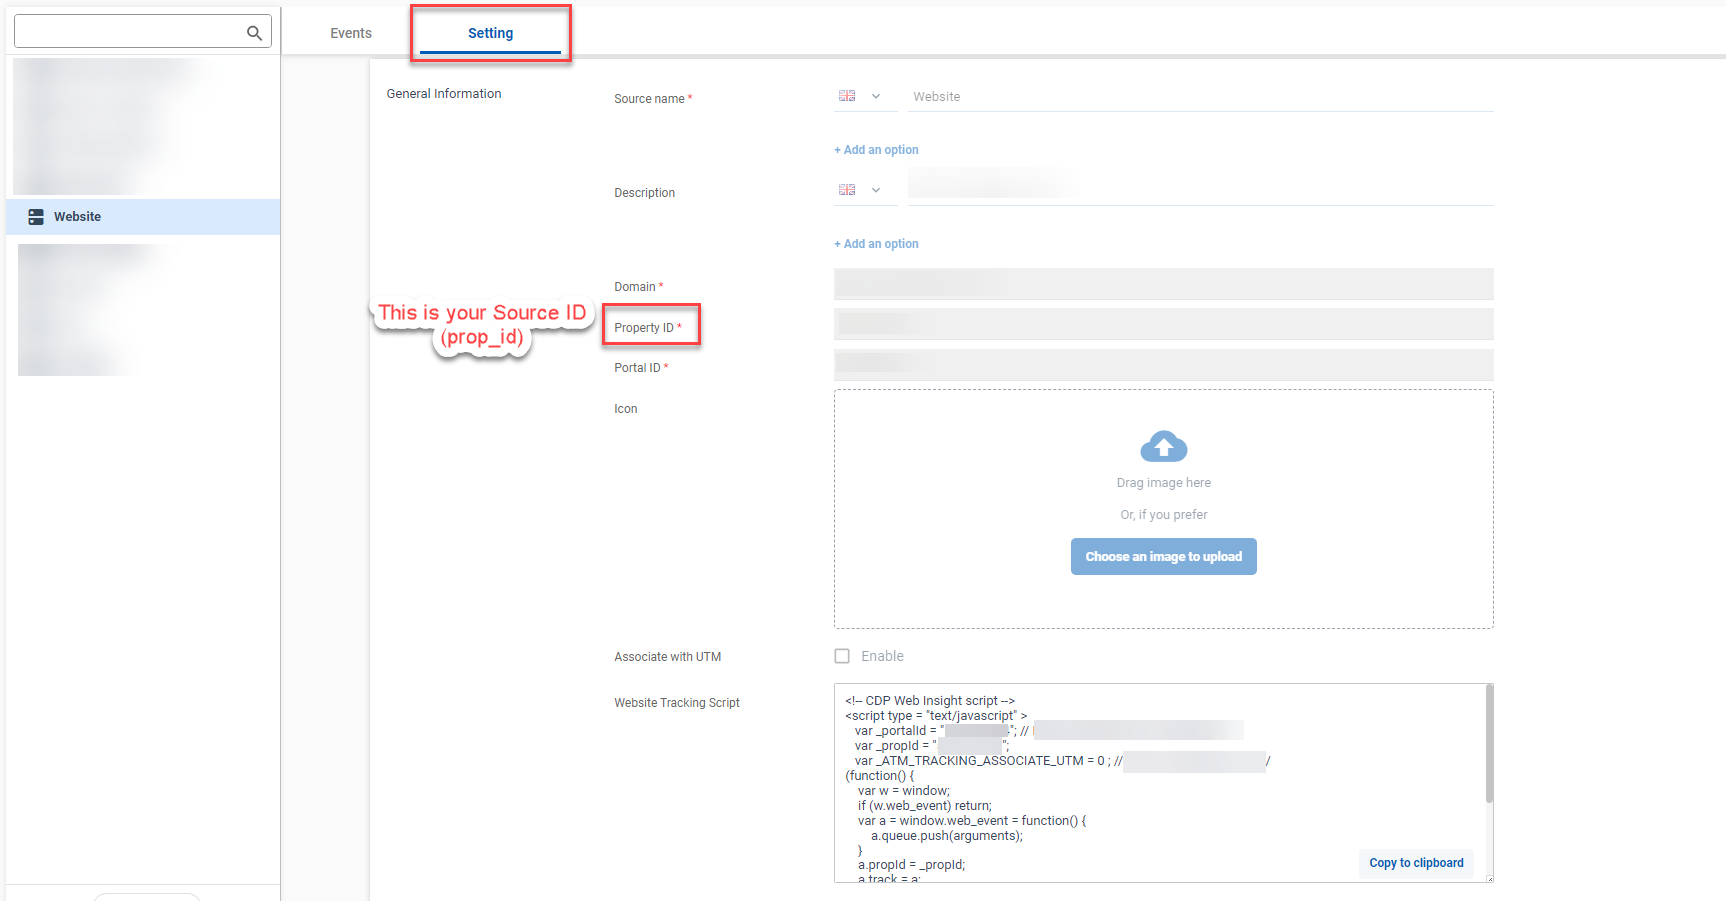 Events
Setting
General Information
Source name *
Website
+ Add an option
Description
+ Add an option
Website
Domain *
This is your Source ID
(prop_id)
Property ID *
Portal ID *
Icon
Drag image here
Or, if you prefer
Choose an image to upload
Associate with UTM
Enable
Website Tracking Script
<!-- CDP Web Insight script -->
<script type = "text/javascript" >
var _portalId = " "; //
var _propId = " ";
var _ATM_TRACKING_ASSOCIATE_UTM = 0 ; // /
(function() {
var w = window;
if (w.web_event) return;
var a = window.web_event = function() {
a.queue.push(arguments);
}
a.propId = _propId;
a.track = a;
Copy to clipboard